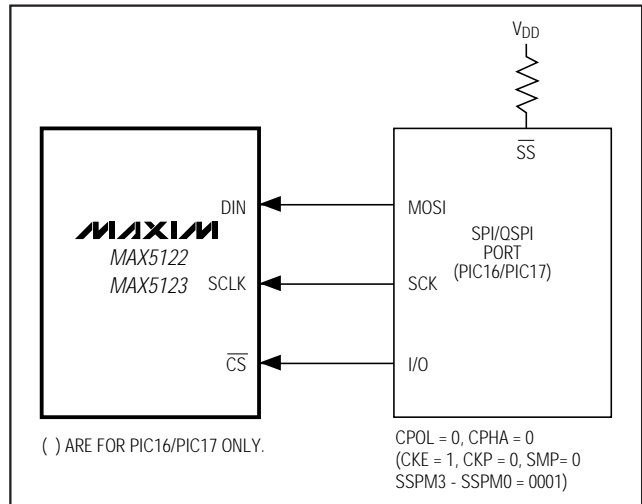 VDD
SS
DIN
MOSI
MAXIM
MAX5122
MAX5123
SCLK
SPI/QSPI
PORT
(PIC16/PIC17)
SCK
CS
I/O
( ) ARE FOR PIC16/PIC17 ONLY.
CPOL = 0, CPHA = 0
(CKE = 1, CKP = 0, SMP= 0
SSPM3 - SSPM0 = 0001)